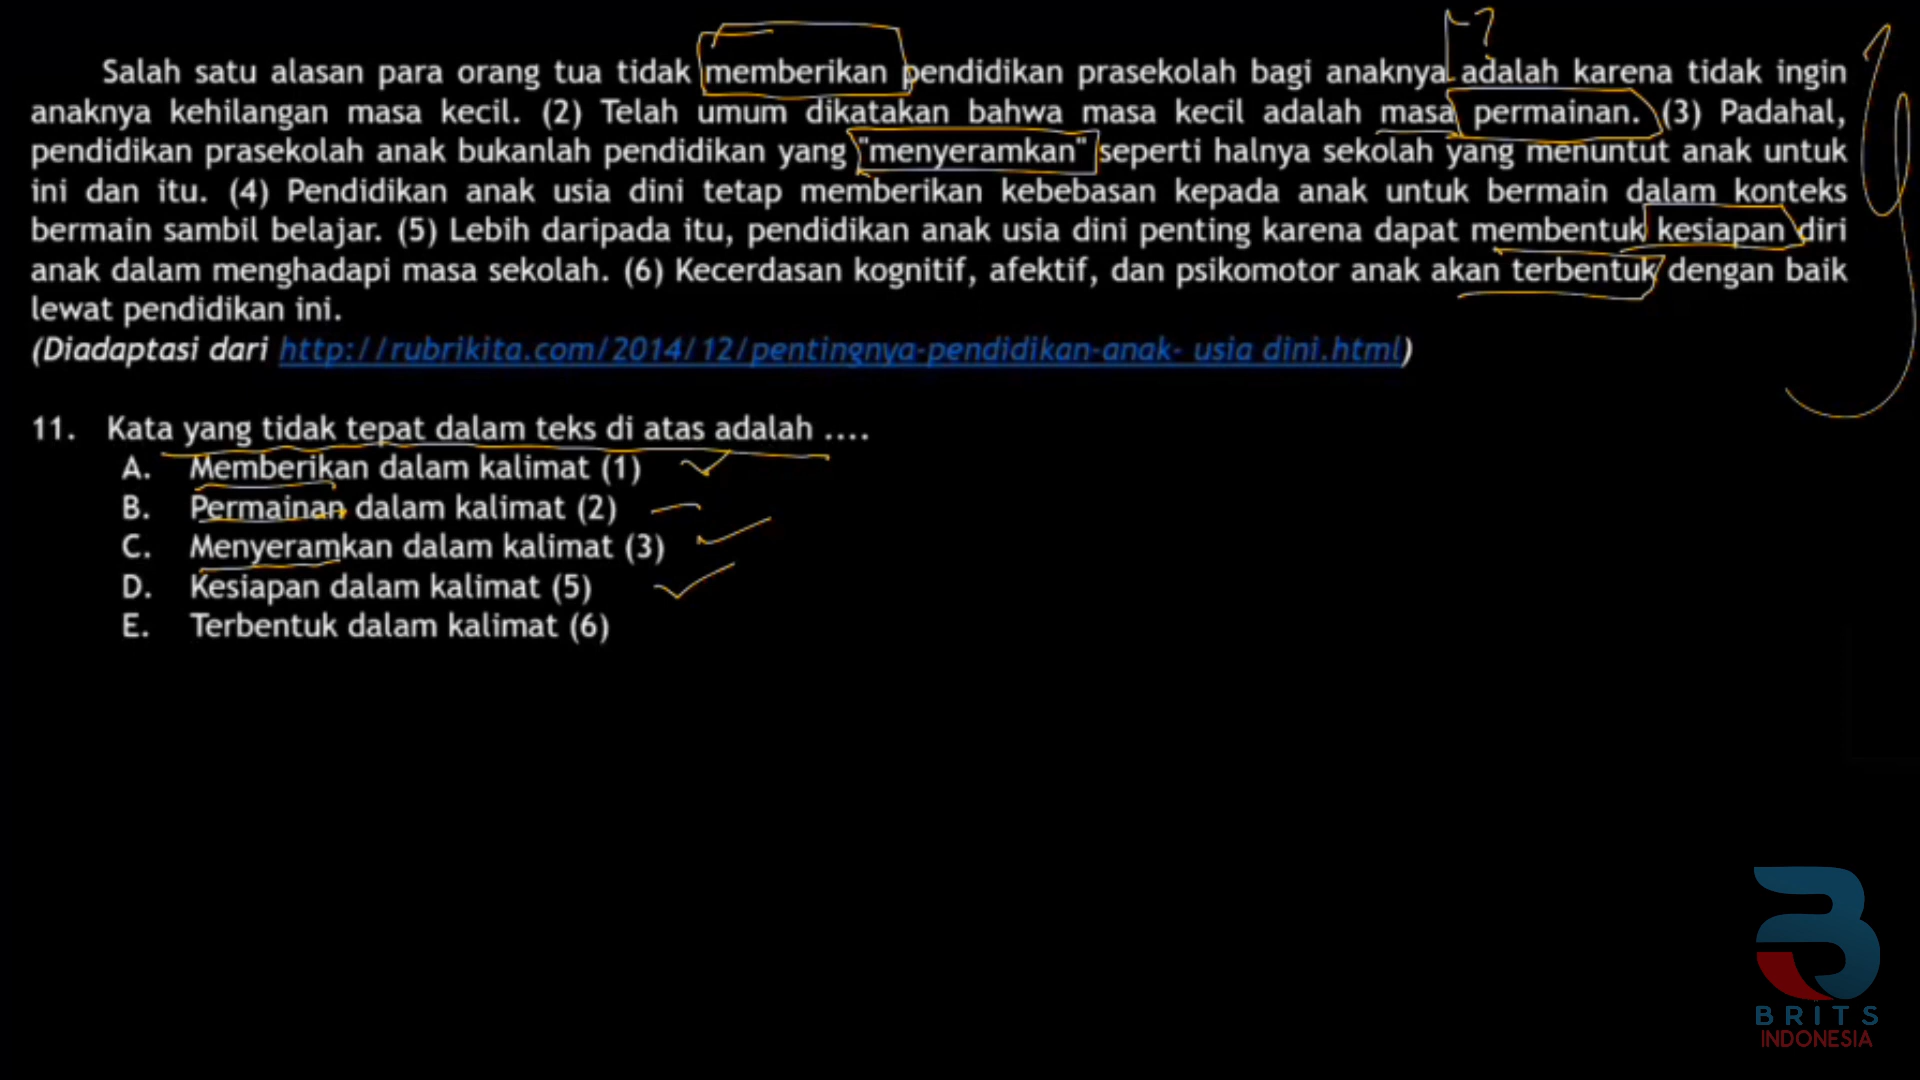 Salah satu alasan para orang tua tidak memberikan pendidikan prasekolah bagi anaknya adalah karena tidak ingin
anaknya kehilangan masa kecil. (2) Telah umum dikatakan bahwa masa kecil adalah masa permainan. (3) Padahal,
pendidikan prasekolah anak bukanlah pendidikan yang "menyeramkan" seperti halnya sekolah yang menuntut anak untuk
ini dan itu. (4) Pendidikan anak usia dini tetap memberikan kebebasan kepada anak untuk bermain dalam konteks
bermain sambil belajar. (5) Lebih daripada itu, pendidikan anak usia dini penting karena dapat membentuk kesiapan diri
anak dalam menghadapi masa sekolah. (6) Kecerdasan kognitif, afektif, dan psikomotor anak akan terbentuk dengan baik
lewat pendidikan ini.
(Diadaptasi dari http://rubrikita.com/2014/12/pentingnya-pendidikan-anak- usia dini.html)
11. Kata yang tidak tepat dalam teks di atas adalah ....
A. Memberikan dalam kalimat (1)
B. Permainan dalam kalimat (2)
C. Menyeramkan dalam kalimat (3)
D. Kesiapan dalam kalimat (5)
E. Terbentuk dalam kalimat (6)
BRITS
INDONESIA